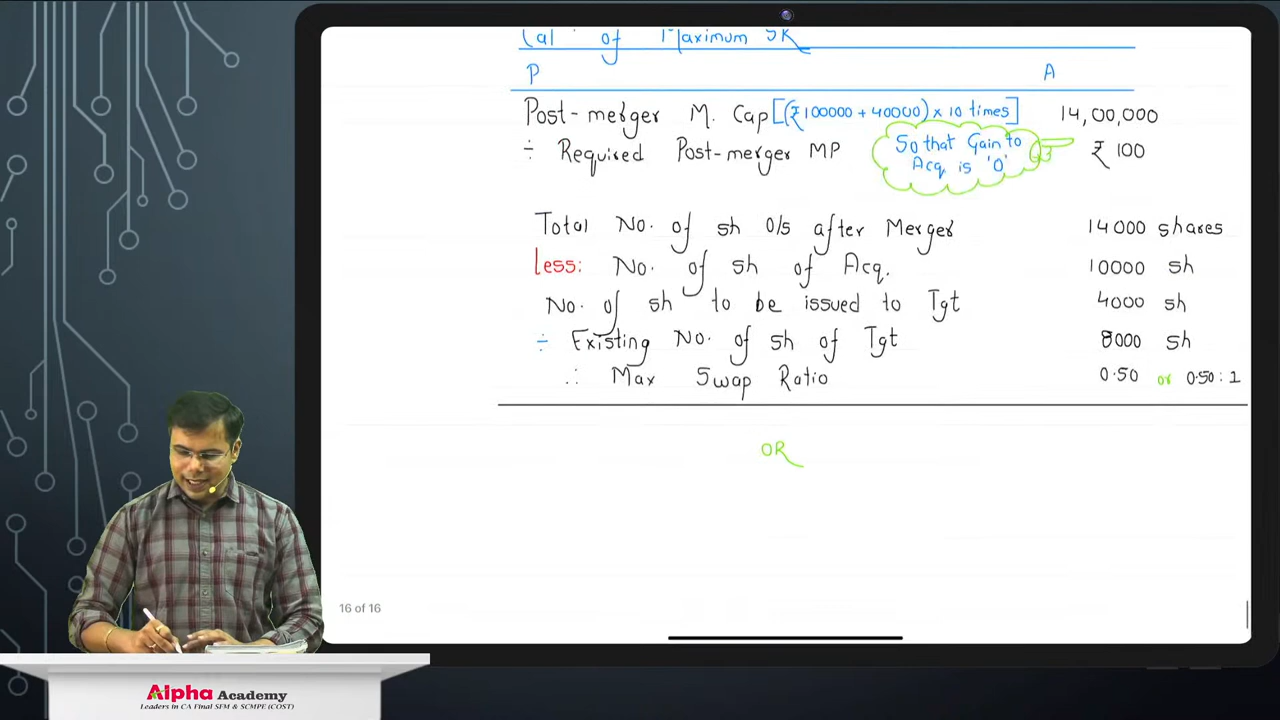 Cal of Maximum SR
P A
Post-merger M. Cap [(₹100000 + 40000) × 10 times] 14,00,000
÷ Required Post-merger MP So that Gain to Acq. is '0' ₹ 100
Total No. of sh O/s after Merger 14000 shares
less: No. of sh of Acq. 10000 sh
No. of sh to be issued to Tgt 4000 sh
÷ Existing No. of sh of Tgt 8000 sh
∴ Max Swap Ratio 0.50 or 0.50 : 1
OR
16 of 16
Alpha Academy
Leaders in CA Final SFM & SCMPE (COST)